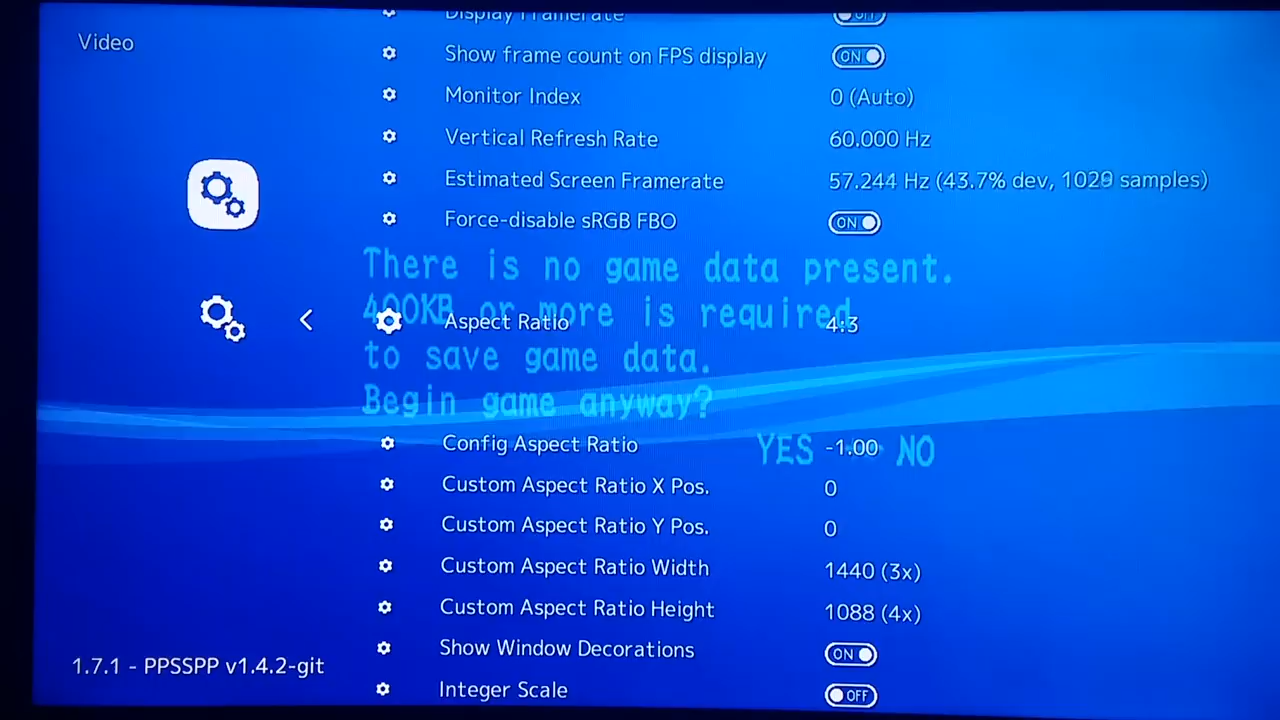 Video
Display Framerate OFF
Show frame count on FPS display ON
Monitor Index 0 (Auto)
Vertical Refresh Rate 60.000 Hz
Estimated Screen Framerate 57.244 Hz (43.7% dev, 1029 samples)
Force-disable sRGB FBO ON
There is no game data present.
400KB or more is required
Aspect Ratio 4:3
to save game data.
Begin game anyway?
Config Aspect Ratio -1.00
YES NO
Custom Aspect Ratio X Pos. 0
Custom Aspect Ratio Y Pos. 0
Custom Aspect Ratio Width 1440 (3x)
Custom Aspect Ratio Height 1088 (4x)
Show Window Decorations ON
1.7.1 - PPSSPP v1.4.2-git
Integer Scale OFF